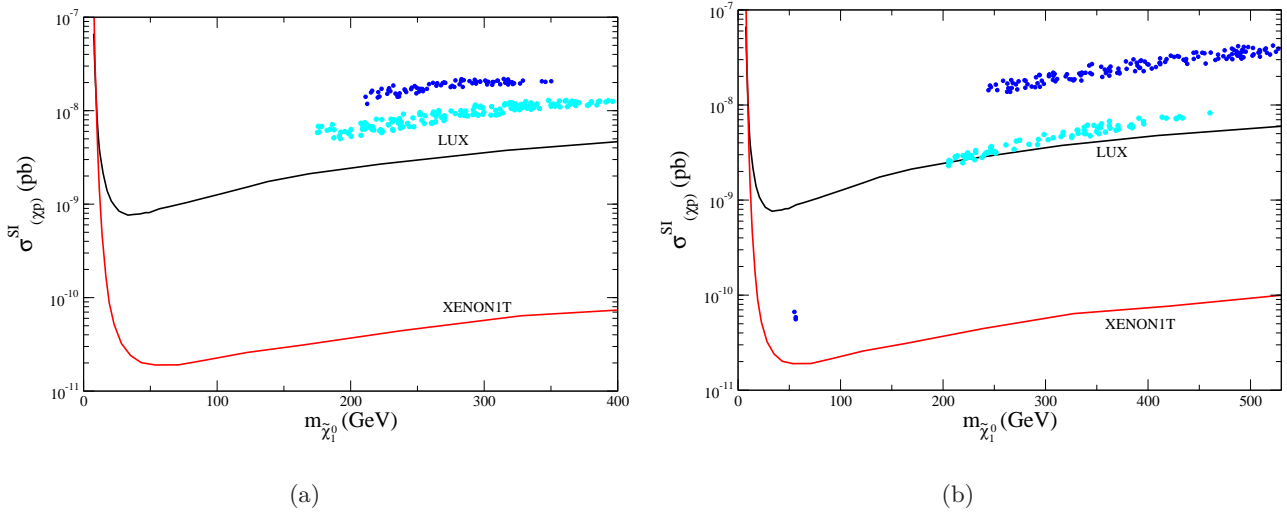 10⁻⁷
10⁻⁸
10⁻⁹
10⁻¹⁰
10⁻¹¹
σ^SI_(χp) (pb)
LUX
XENON1T
0 100 200 300 400
m_χ̃₁⁰ (GeV)
(a)
10⁻⁷
10⁻⁸
10⁻⁹
10⁻¹⁰
10⁻¹¹
σ^SI_(χp) (pb)
LUX
XENON1T
0 100 200 300 400 500
m_χ̃₁⁰ (GeV)
(b)